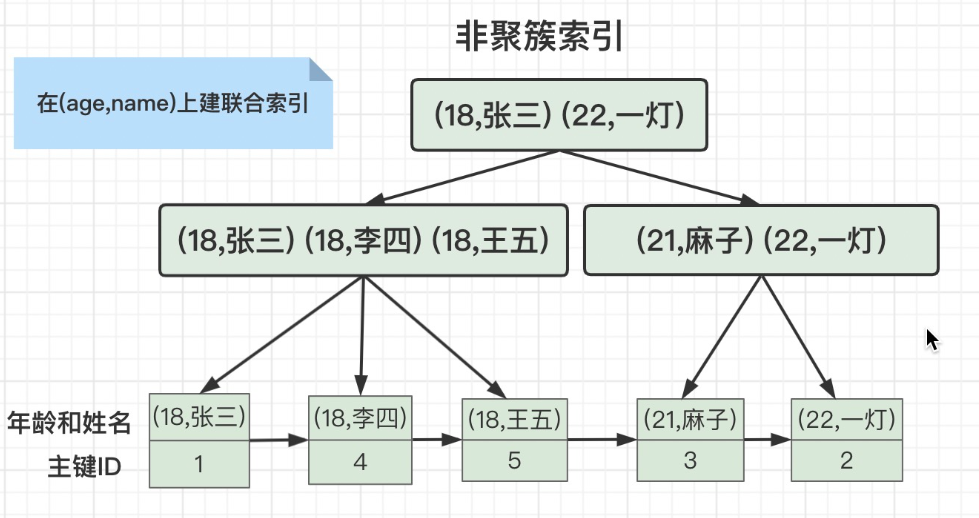 非聚簇索引
在(age,name)上建联合索引
(18,张三) (22,一灯)
(18,张三) (18,李四) (18,王五)
(21,麻子) (22,一灯)
年龄和姓名 (18,张三) (18,李四) (18,王五) (21,麻子) (22,一灯)
主键ID 1 4 5 3 2